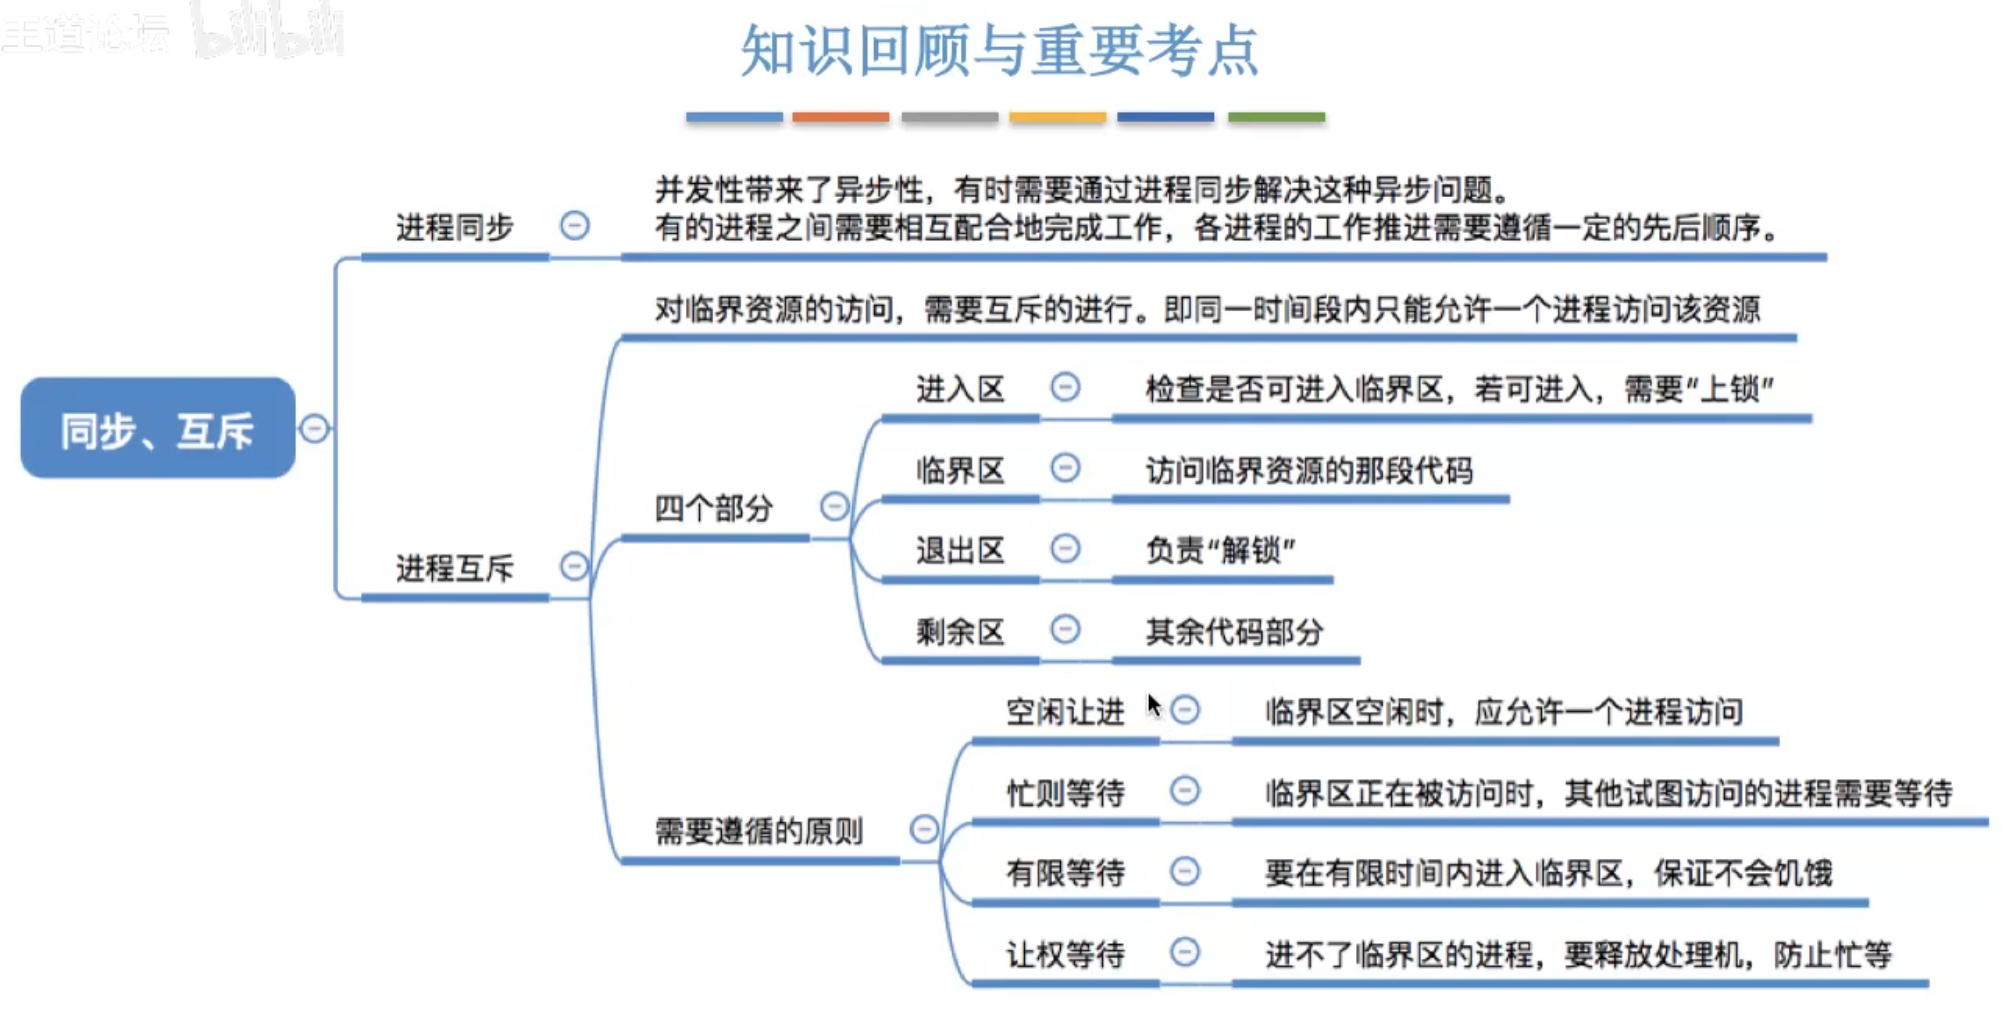 王道论坛 bilibili
知识回顾与重要考点
并发性带来了异步性，有时需要通过进程同步解决这种异步问题。
进程同步
有的进程之间需要相互配合地完成工作，各进程的工作推进需要遵循一定的先后顺序。
对临界资源的访问，需要互斥的进行。即同一时间段内只能允许一个进程访问该资源
进入区
检查是否可进入临界区，若可进入，需要“上锁”
同步、互斥
临界区
访问临界资源的那段代码
四个部分
退出区
负责“解锁”
进程互斥
剩余区
其余代码部分
空闲让进
临界区空闲时，应允许一个进程访问
忙则等待
临界区正在被访问时，其他试图访问的进程需要等待
需要遵循的原则
有限等待
要在有限时间内进入临界区，保证不会饥饿
让权等待
进不了临界区的进程，要释放处理机，防止忙等